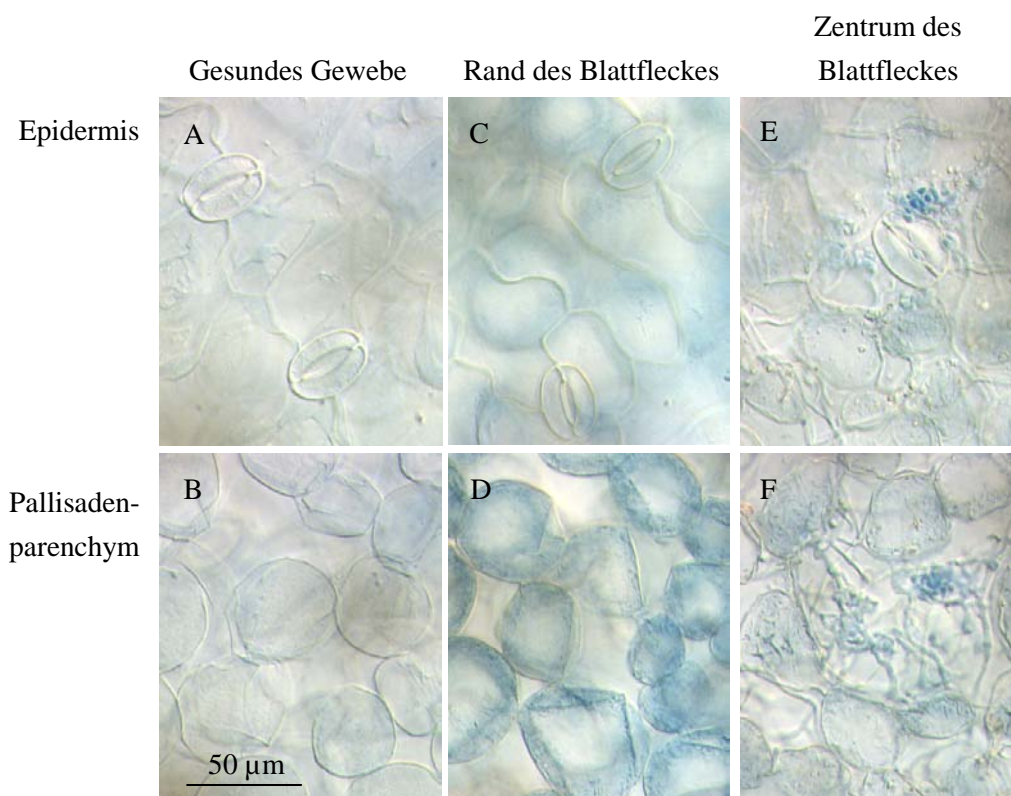 Zentrum des
Gesundes Gewebe Rand des Blattfleckes Blattfleckes
Epidermis
A C E
Pallisaden-
parenchym
B D F
50 µm